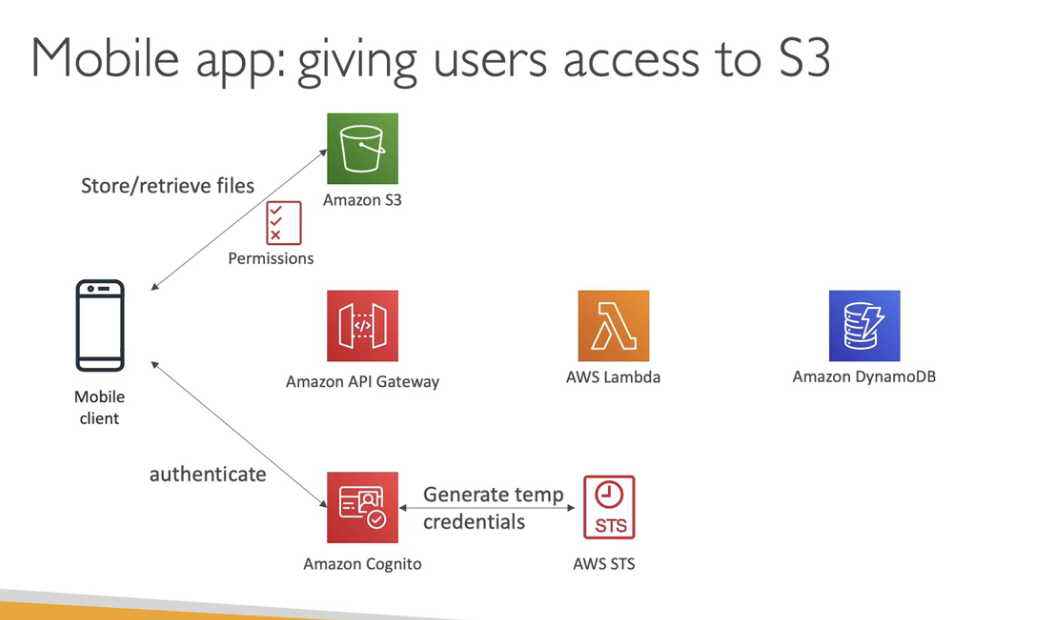 Mobile app: giving users access to S3
Store/retrieve files
Amazon S3
Permissions
Mobile
client
</>
Amazon API Gateway
AWS Lambda
Amazon DynamoDB
authenticate
Generate temp
credentials
STS
Amazon Cognito
AWS STS